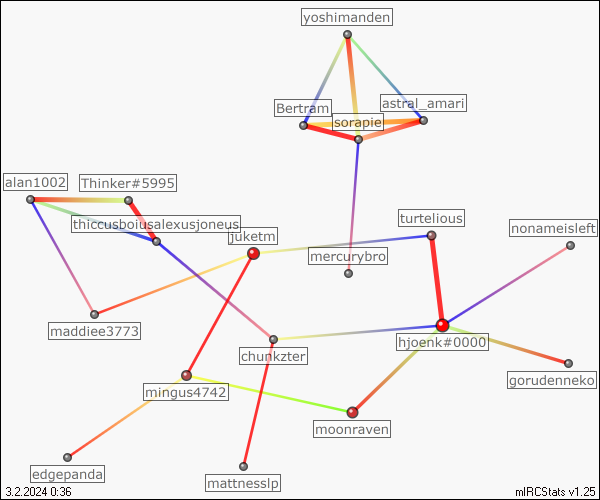 yoshimanden
Bertram
astral_amari
sorapie
alan1002
Thinker#5995
thiccusboiusalexusjoneus
juketm
turtelious
nonameisleft
mercurybro
maddiee3773
chunkzter
hjoenk#0000
gorudenneko
mingus4742
moonraven
edgepanda
mattnesslp
3.2.2024 0:36
mIRCStats v1.25